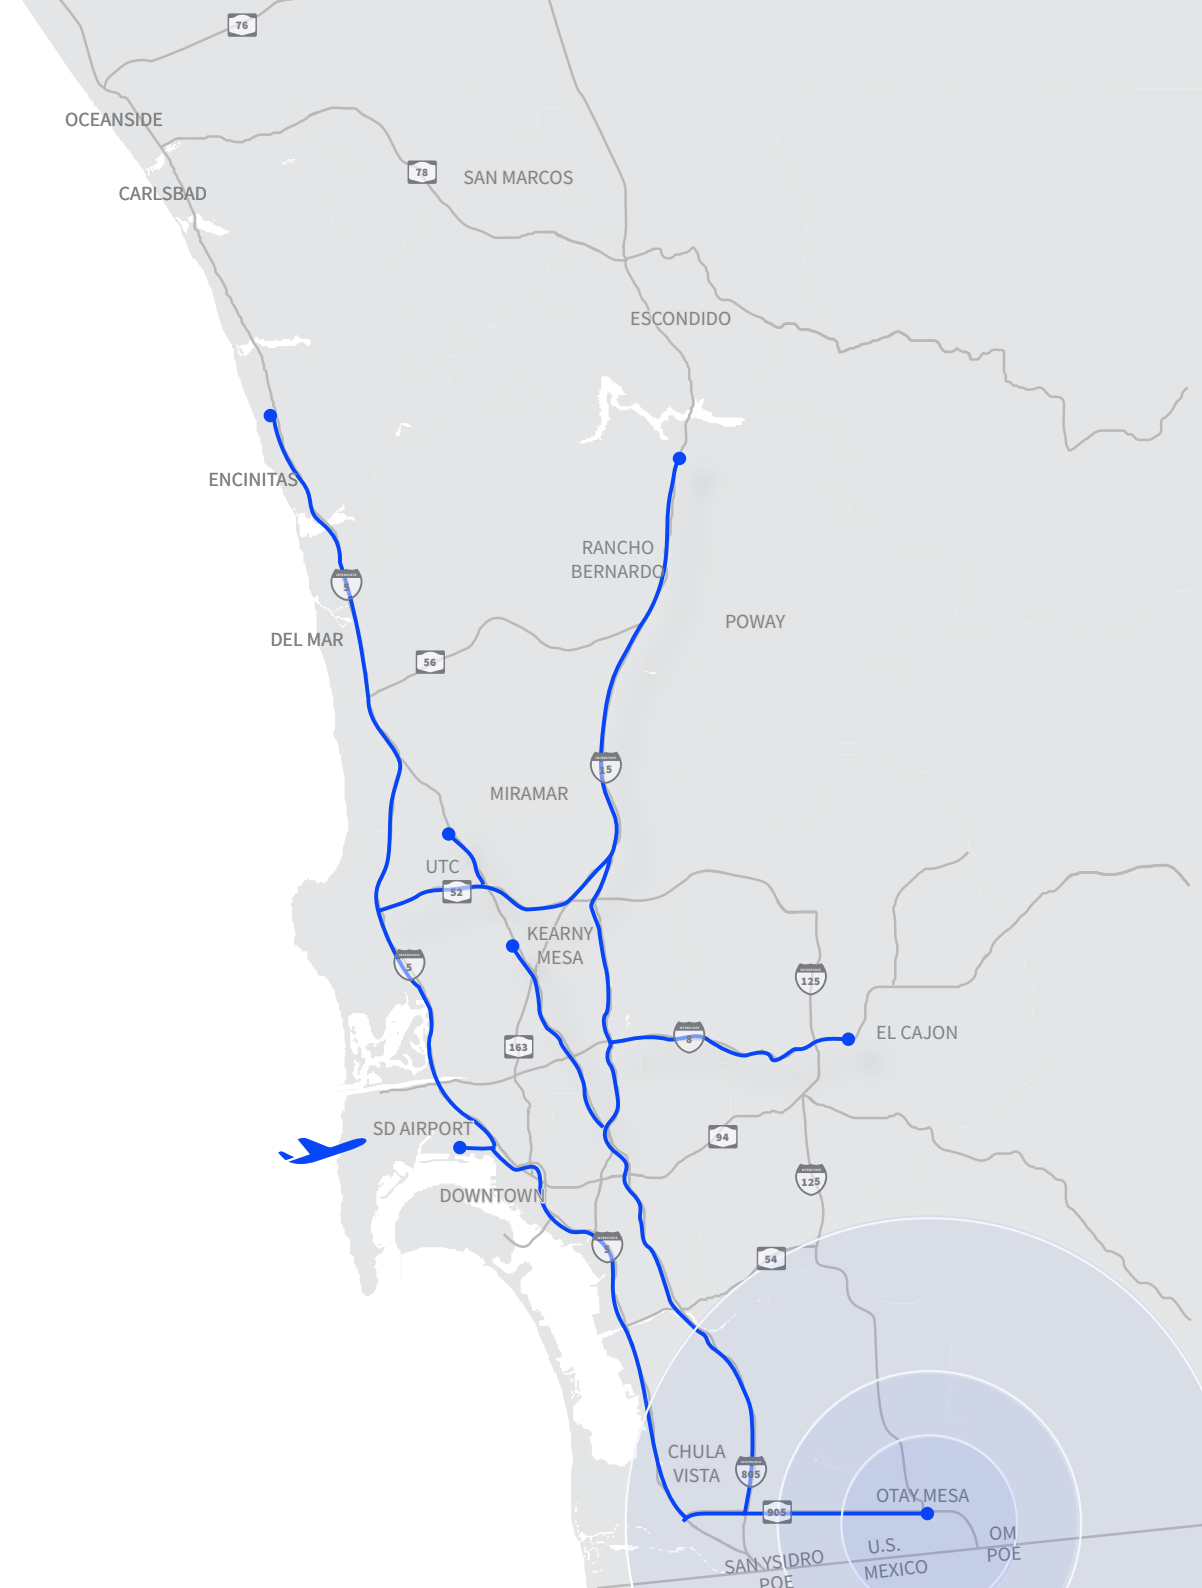 76
OCEANSIDE
78
SAN MARCOS
CARLSBAD
ESCONDIDO
ENCINITAS
RANCHO
BERNARDO
5
POWAY
DEL MAR
56
15
MIRAMAR
UTC
52
KEARNY
MESA
5
125
EL CAJON
8
163
SD AIRPORT
94
125
DOWNTOWN
5
54
CHULA
VISTA
805
OTAY MESA
905
OM
POE
U.S.
MEXICO
SAN YSIDRO
POE